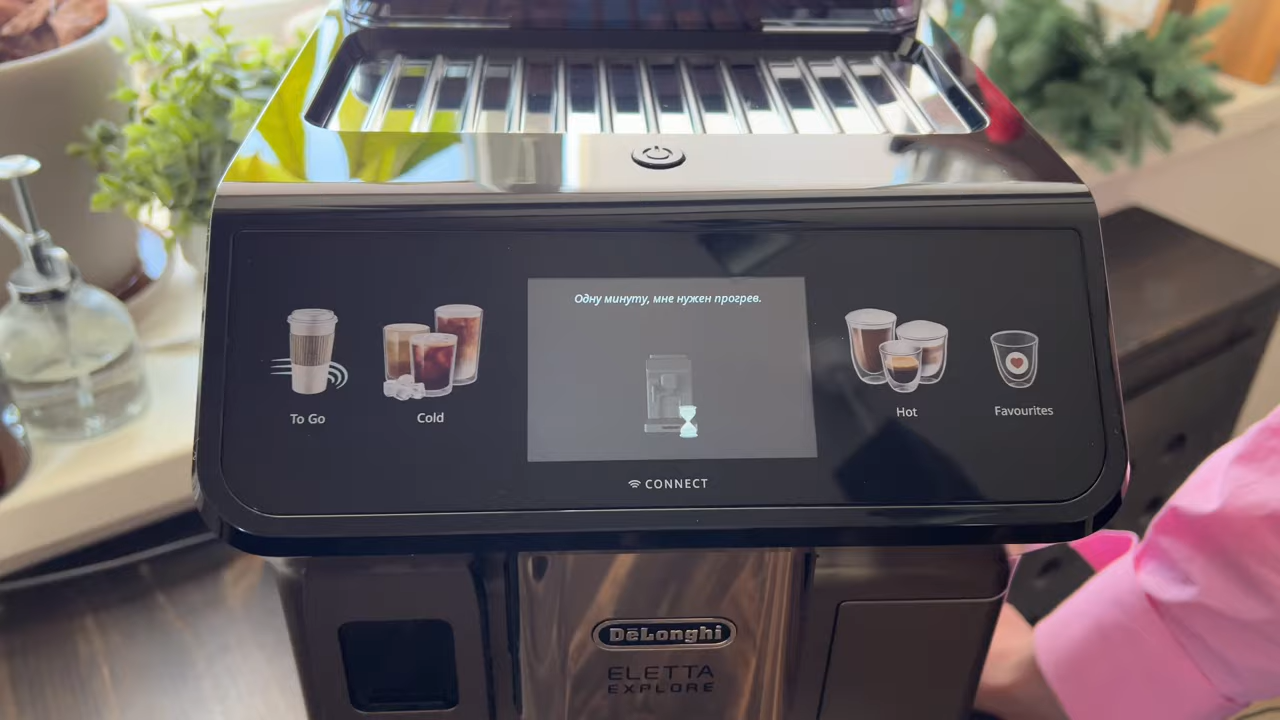 Одну минуту, мне нужен прогрев.
To Go
Cold
Hot
Favourites
CONNECT
DeLonghi
ELETTA
EXPLORE